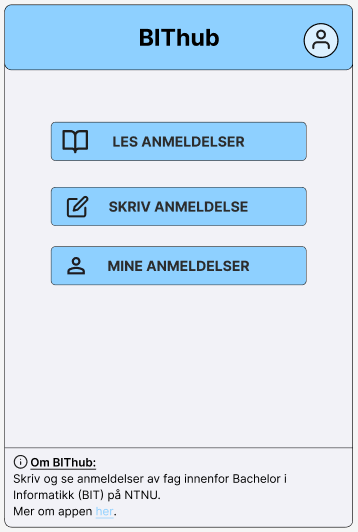 BIThub
LES ANMELDELSER
SKRIV ANMELDELSE
MINE ANMELDELSER
Om BIThub:
Skriv og se anmeldelser av fag innenfor Bachelor i
Informatikk (BIT) på NTNU.
Mer om appen her.